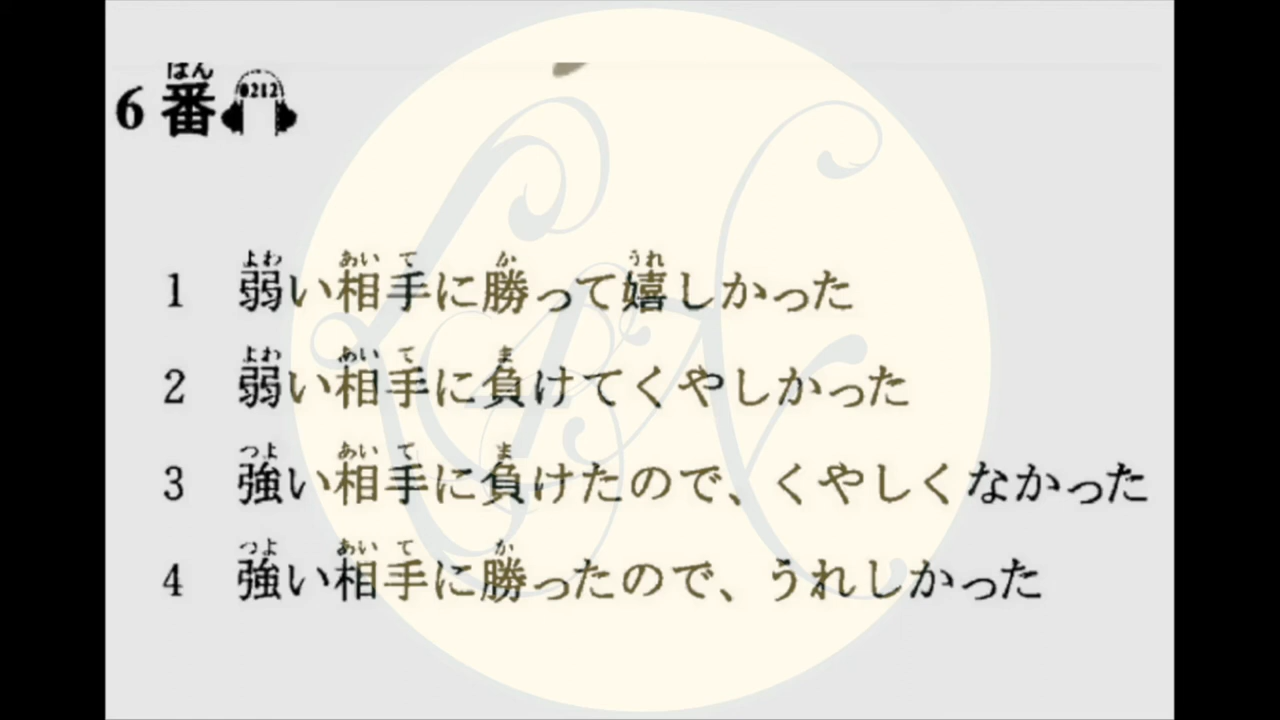 6番 0212
1 弱い相手に勝って嬉しかった
2 弱い相手に負けてくやしかった
3 強い相手に負けたので、くやしくなかった
4 強い相手に勝ったので、うれしかった